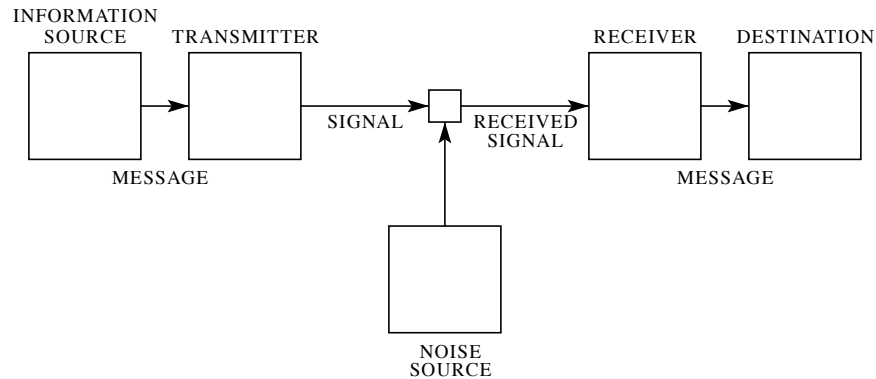 INFORMATION
SOURCE
TRANSMITTER
RECEIVER
DESTINATION
SIGNAL
RECEIVED
SIGNAL
MESSAGE
MESSAGE
NOISE
SOURCE